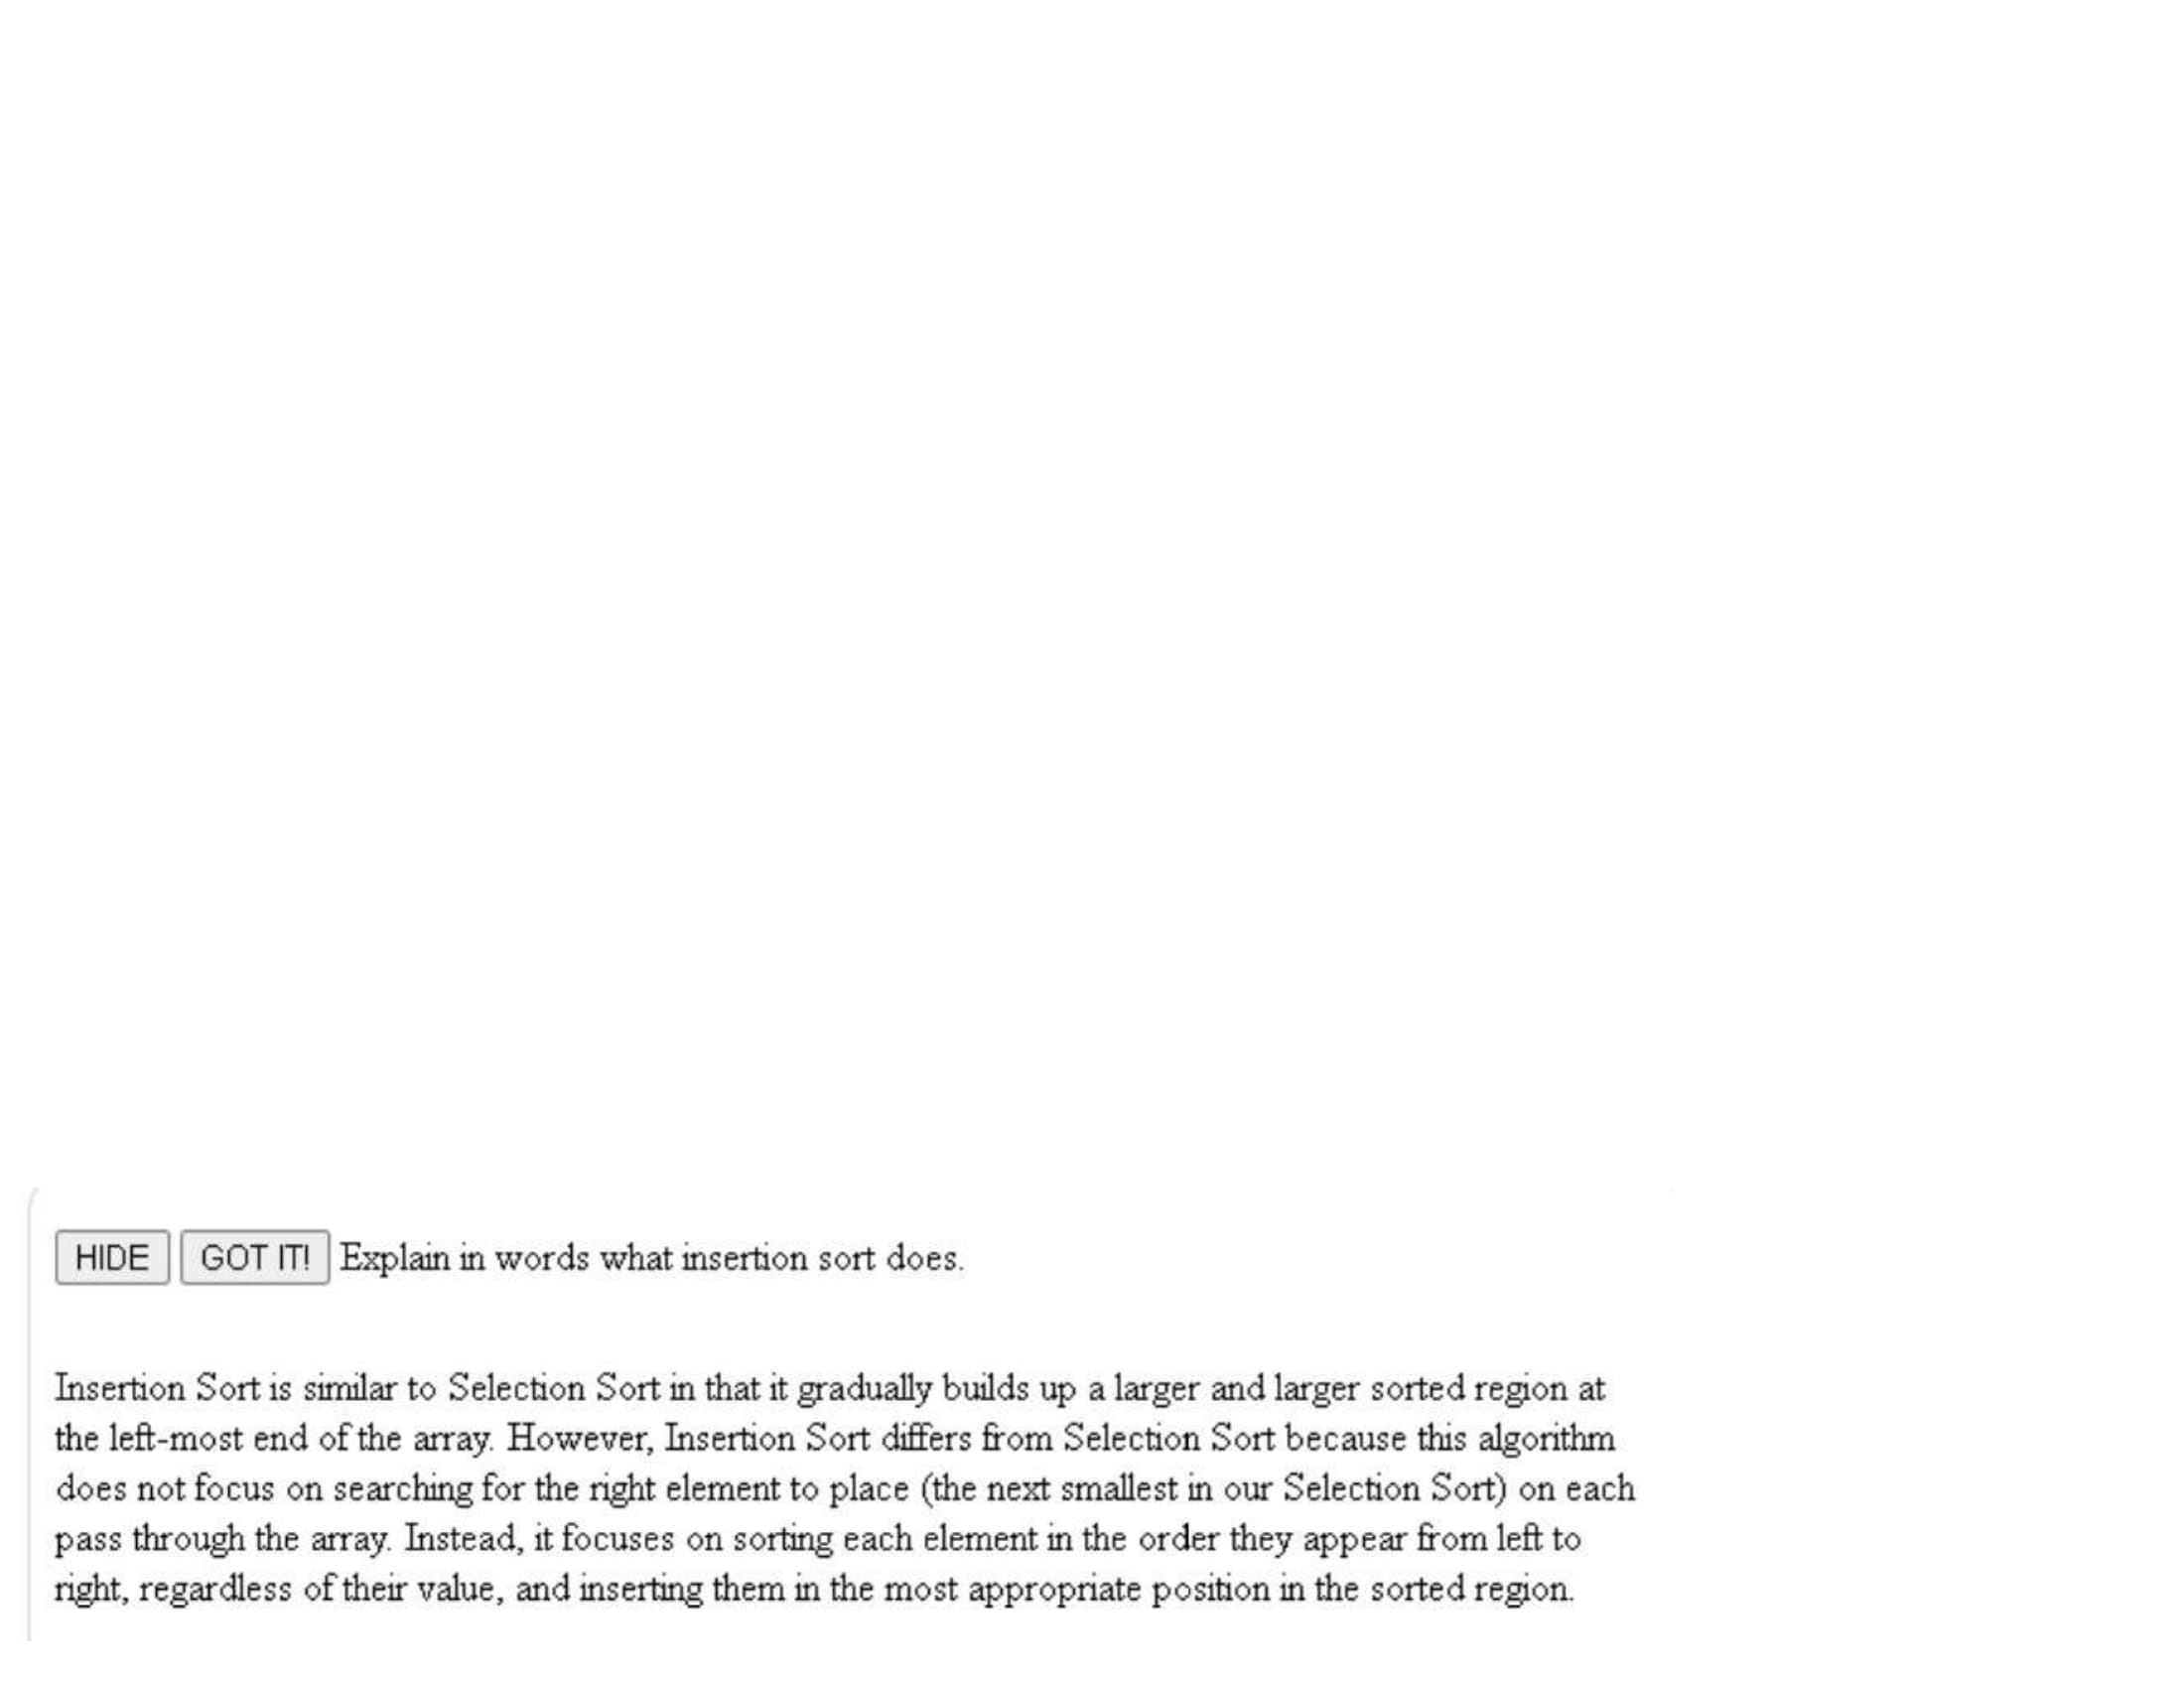 HIDE GOT IT! Explain in words what insertion sort does.
Insertion Sort is similar to Selection Sort in that it gradually builds up a larger and larger sorted region at
the left-most end of the array. However, Insertion Sort differs from Selection Sort because this algorithm
does not focus on searching for the right element to place (the next smallest in our Selection Sort) on each
pass through the array. Instead, it focuses on sorting each element in the order they appear from left to
right, regardless of their value, and inserting them in the most appropriate position in the sorted region.